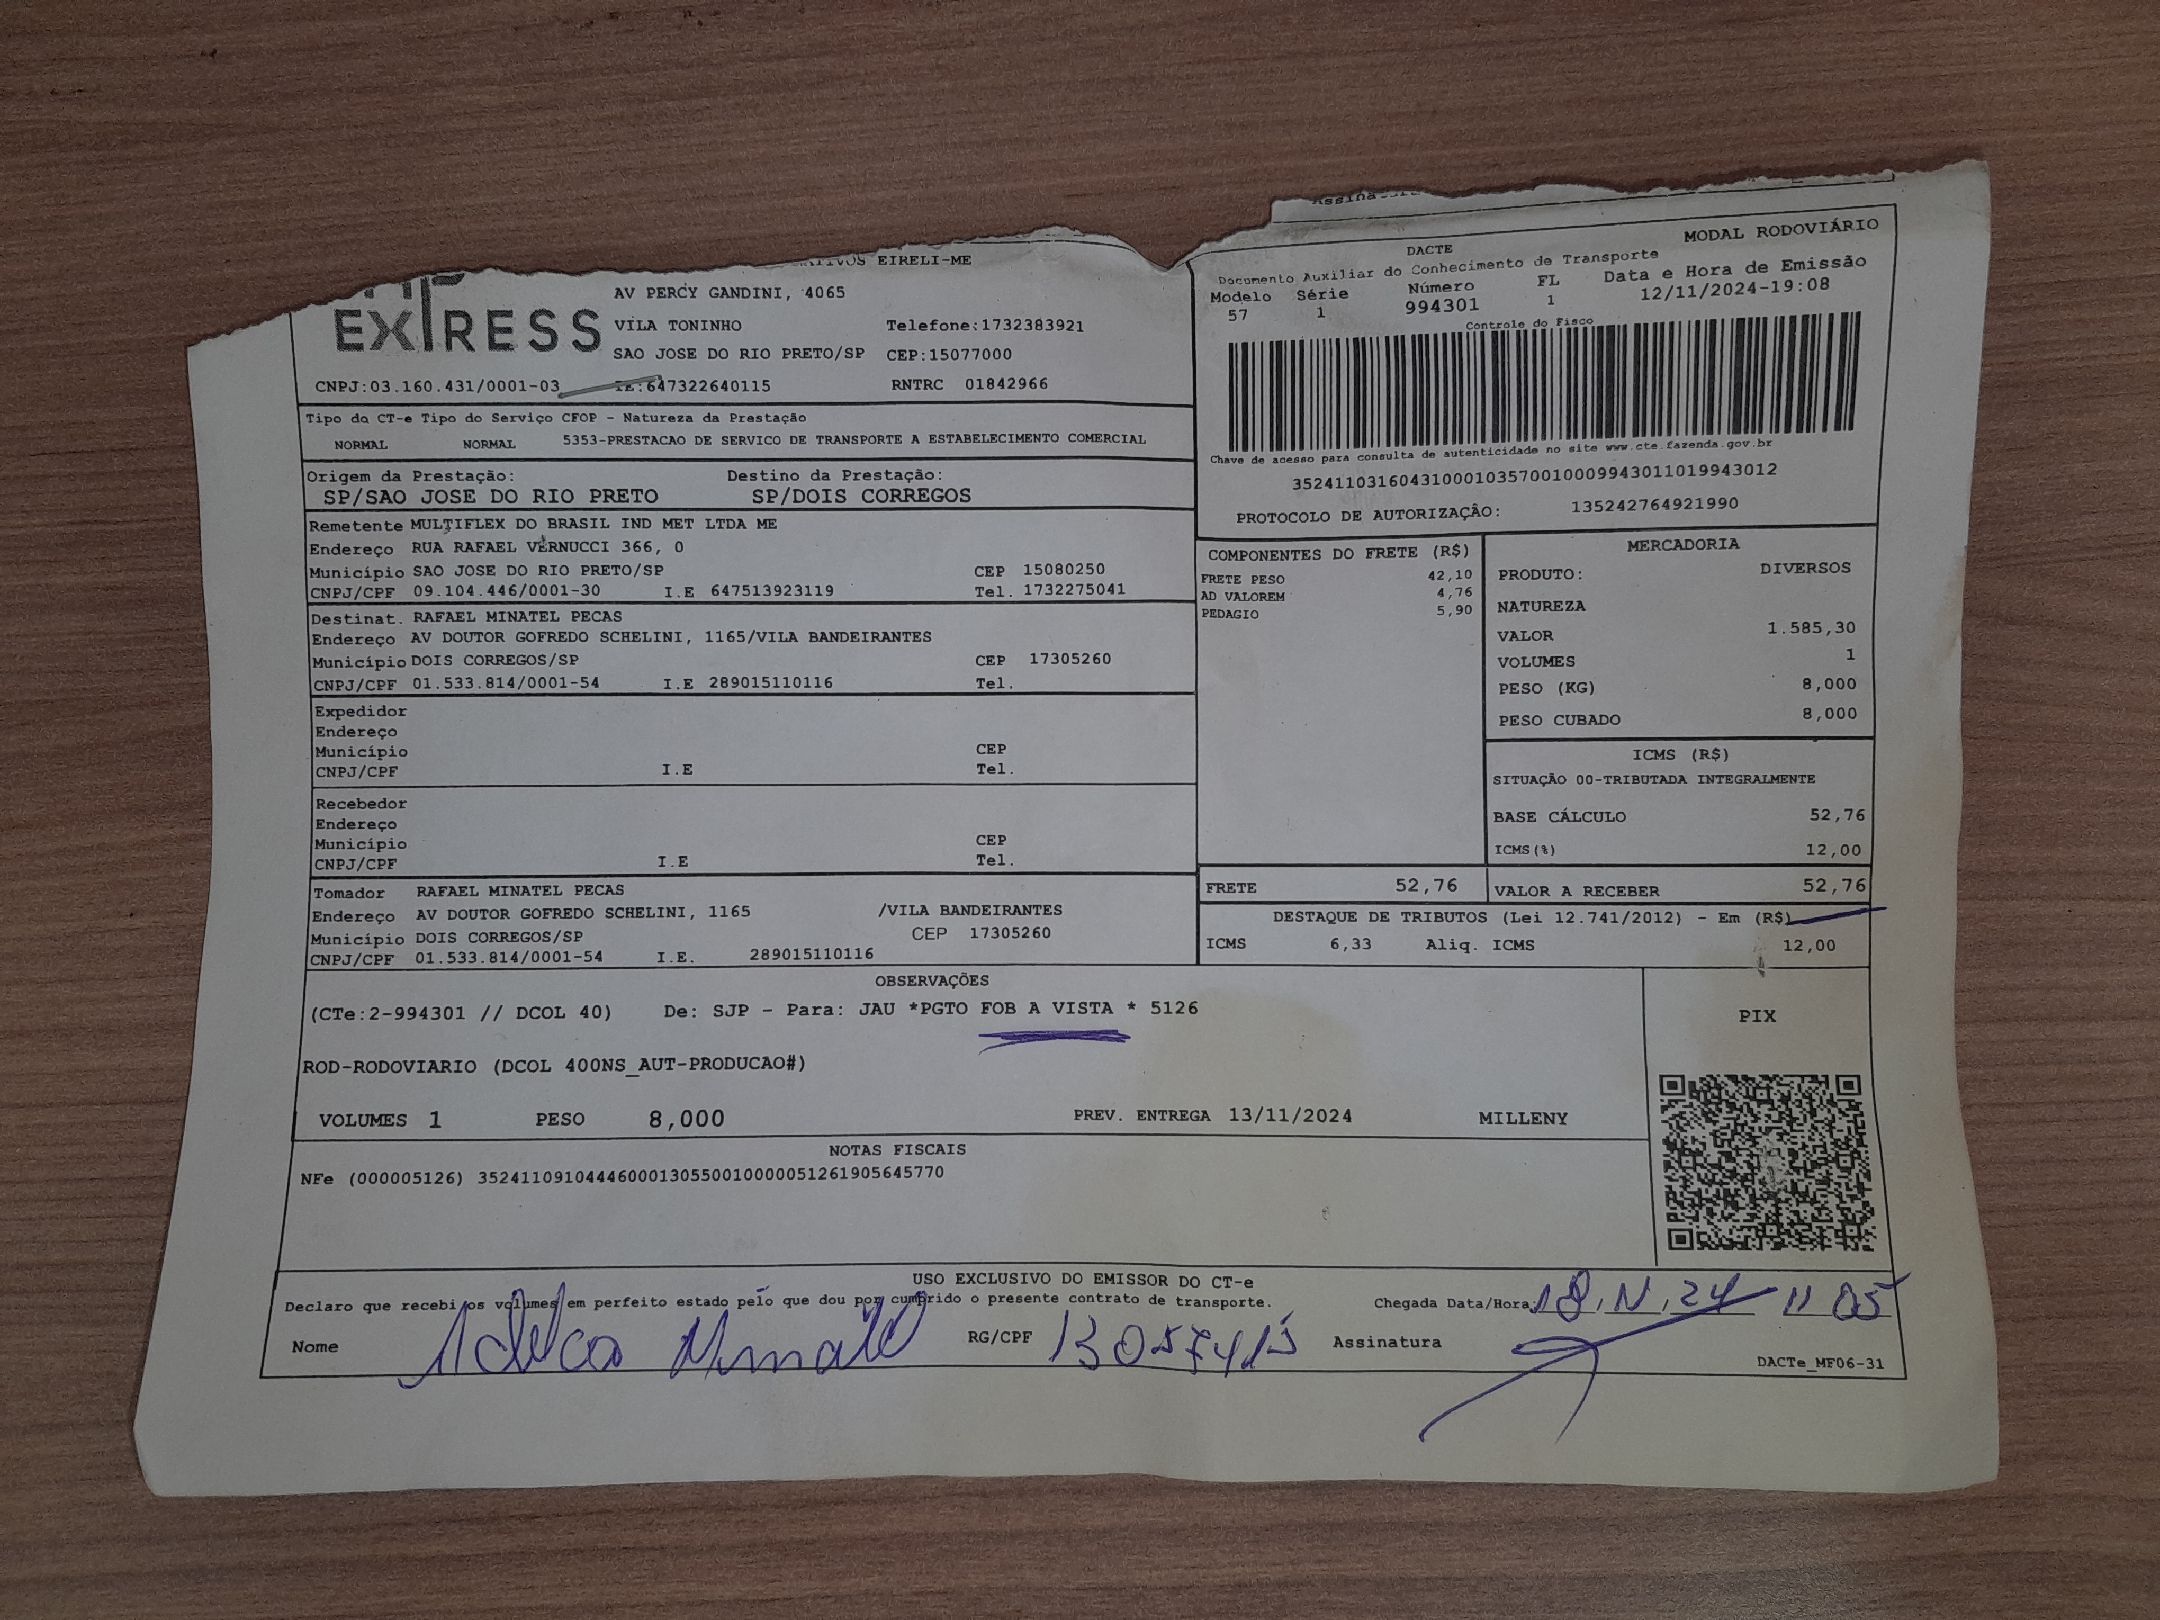 EIRELI-ME
EXPRESS
AV PERCY GANDINI, 4065
VILA TONINHO Telefone:1732383921
SAO JOSE DO RIO PRETO/SP CEP:15077000
CNPJ:03.160.431/0001-03 IE:647322640115 RNTRC 01842966
Tipo do CT-e Tipo do Serviço CFOP - Natureza da Prestação
NORMAL NORMAL 5353-PRESTACAO DE SERVICO DE TRANSPORTE A ESTABELECIMENTO COMERCIAL
Origem da Prestação: Destino da Prestação:
SP/SAO JOSE DO RIO PRETO SP/DOIS CORREGOS
Remetente MULTIFLEX DO BRASIL IND MET LTDA ME
Endereço RUA RAFAEL VERNUCCI 366, 0
Município SAO JOSE DO RIO PRETO/SP CEP 15080250
CNPJ/CPF 09.104.446/0001-30 I.E 647513923119 Tel. 1732275041
Destinat. RAFAEL MINATEL PECAS
Endereço AV DOUTOR GOFREDO SCHELINI, 1165/VILA BANDEIRANTES
Município DOIS CORREGOS/SP CEP 17305260
CNPJ/CPF 01.533.814/0001-54 I.E 289015110116 Tel.
Expedidor
Endereço
Município CEP
CNPJ/CPF I.E Tel.
Recebedor
Endereço
Município CEP
CNPJ/CPF I.E Tel.
Tomador RAFAEL MINATEL PECAS
Endereço AV DOUTOR GOFREDO SCHELINI, 1165 /VILA BANDEIRANTES
Município DOIS CORREGOS/SP CEP 17305260
CNPJ/CPF 01.533.814/0001-54 I.E. 289015110116
DACTE MODAL RODOVIÁRIO
Documento Auxiliar do Conhecimento de Transporte
Modelo Série Número FL Data e Hora de Emissão
57 1 994301 1 12/11/2024-19:08
Controle do Fisco
Chave de acesso para consulta de autenticidade no site www.cte.fazenda.gov.br
35241103160431000103570010009943011019943012
PROTOCOLO DE AUTORIZAÇÃO: 135242764921990
COMPONENTES DO FRETE (R$)
FRETE PESO 42,10
AD VALOREM 4,76
PEDAGIO 5,90
MERCADORIA
PRODUTO: DIVERSOS
NATUREZA
VALOR 1.585,30
VOLUMES 1
PESO (KG) 8,000
PESO CUBADO 8,000
ICMS (R$)
SITUAÇÃO 00-TRIBUTADA INTEGRALMENTE
BASE CÁLCULO 52,76
ICMS(%) 12,00
FRETE 52,76 VALOR A RECEBER 52,76
DESTAQUE DE TRIBUTOS (Lei 12.741/2012) - Em (R$)
ICMS 6,33 Aliq. ICMS 12,00
OBSERVAÇÕES
(CTe:2-994301 // DCOL 40) De: SJP - Para: JAU *PGTO FOB A VISTA * 5126
ROD-RODOVIARIO (DCOL 400NS_AUT-PRODUCAO#)
VOLUMES 1 PESO 8,000 PREV. ENTREGA 13/11/2024 MILLENY
PIX
NOTAS FISCAIS
NFe (000005126) 35241109104446000130550010000051261905645770
USO EXCLUSIVO DO EMISSOR DO CT-e
Declaro que recebi os volumes em perfeito estado pelo que dou por cumprido o presente contrato de transporte. Chegada Data/Hora 24 11 05
Nome RG/CPF Assinatura
DACTe_MF06-31